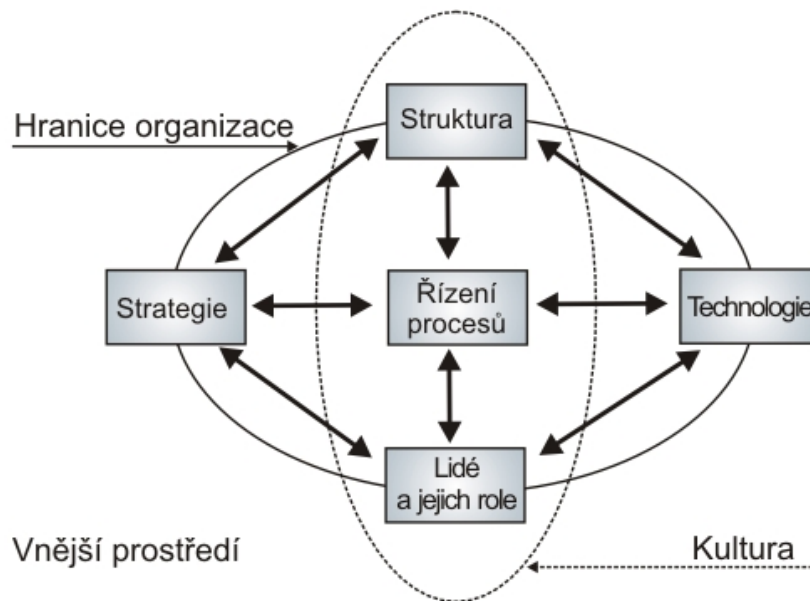 Struktura
Hranice organizace
Strategie
Řízení
procesů
Technologie
Lidé
a jejich role
Vnější prostředí
Kultura